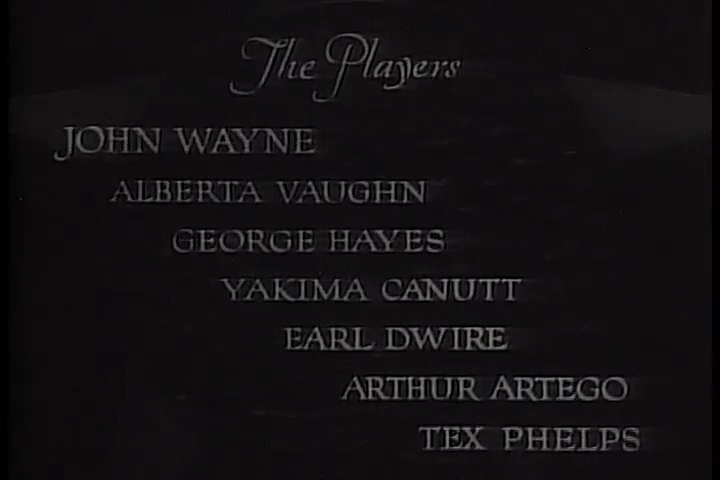 The Players
JOHN WAYNE
ALBERTA VAUGHN
GEORGE HAYES
YAKIMA CANUTT
EARL DWIRE
ARTHUR ARTEGO
TEX PHELPS